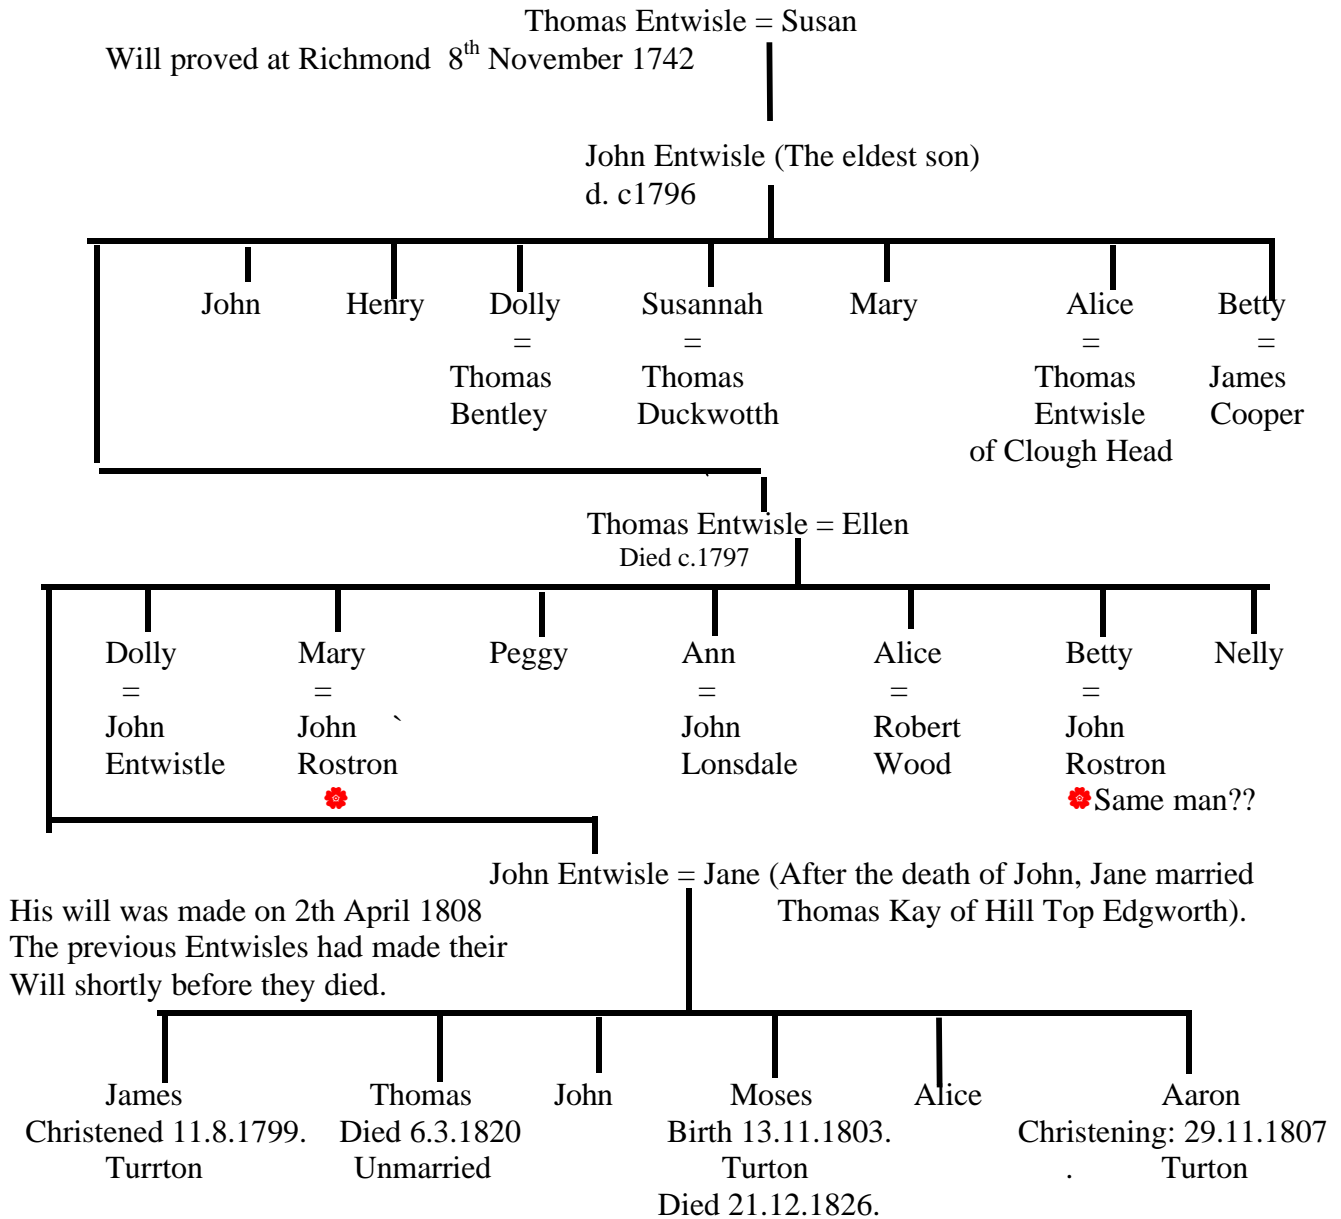 Thomas Entwisle = Susan
Will proved at Richmond 8th November 1742
John Entwisle (The eldest son)
d. c1796
John Henry Dolly Susannah Mary Alice Betty
= = = =
Thomas Thomas Thomas James
Bentley Duckwotth Entwisle Cooper
of Clough Head
`
Thomas Entwisle = Ellen
Died c.1797
Dolly Mary Peggy Ann Alice Betty Nelly
= = = = =
John John ` John Robert John
Entwistle Rostron Lonsdale Wood Rostron
Same man??
John Entwisle = Jane (After the death of John, Jane married
His will was made on 2th April 1808 Thomas Kay of Hill Top Edgworth).
The previous Entwisles had made their
Will shortly before they died.
James Thomas John Moses Alice Aaron
Christened 11.8.1799. Died 6.3.1820 Birth 13.11.1803. Christening: 29.11.1807
Turrton Unmarried Turton . Turton
Died 21.12.1826.